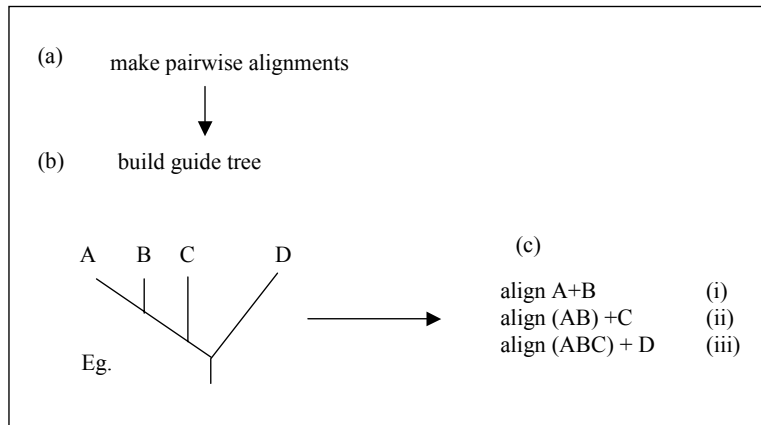 (a) make pairwise alignments
(b) build guide tree
A B C D
Eg.
(c)
align A+B (i)
align (AB) +C (ii)
align (ABC) + D (iii)